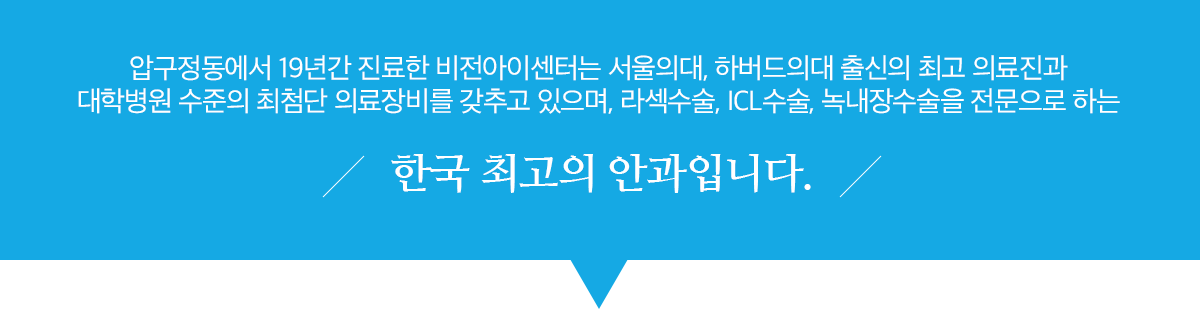 압구정동에서 19년간 진료한 비전아이센터는 서울의대, 하버드의대 출신의 최고 의료진과
대학병원 수준의 최첨단 의료장비를 갖추고 있으며, 라섹수술, ICL수술, 녹내장수술을 전문으로 하는
한국 최고의 안과입니다.